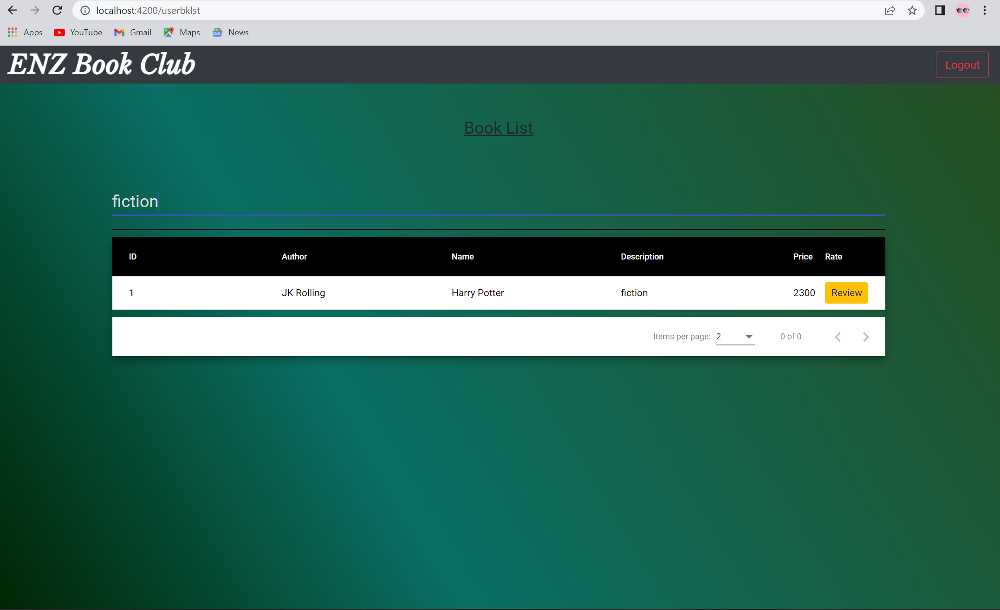 localhost:4200/userbklst
Apps YouTube Gmail Maps News
ENZ Book Club Logout
Book List
fiction
ID Author Name Description Price Rate
1 JK Rolling Harry Potter fiction 2300 Review
Items per page: 2 0 of 0